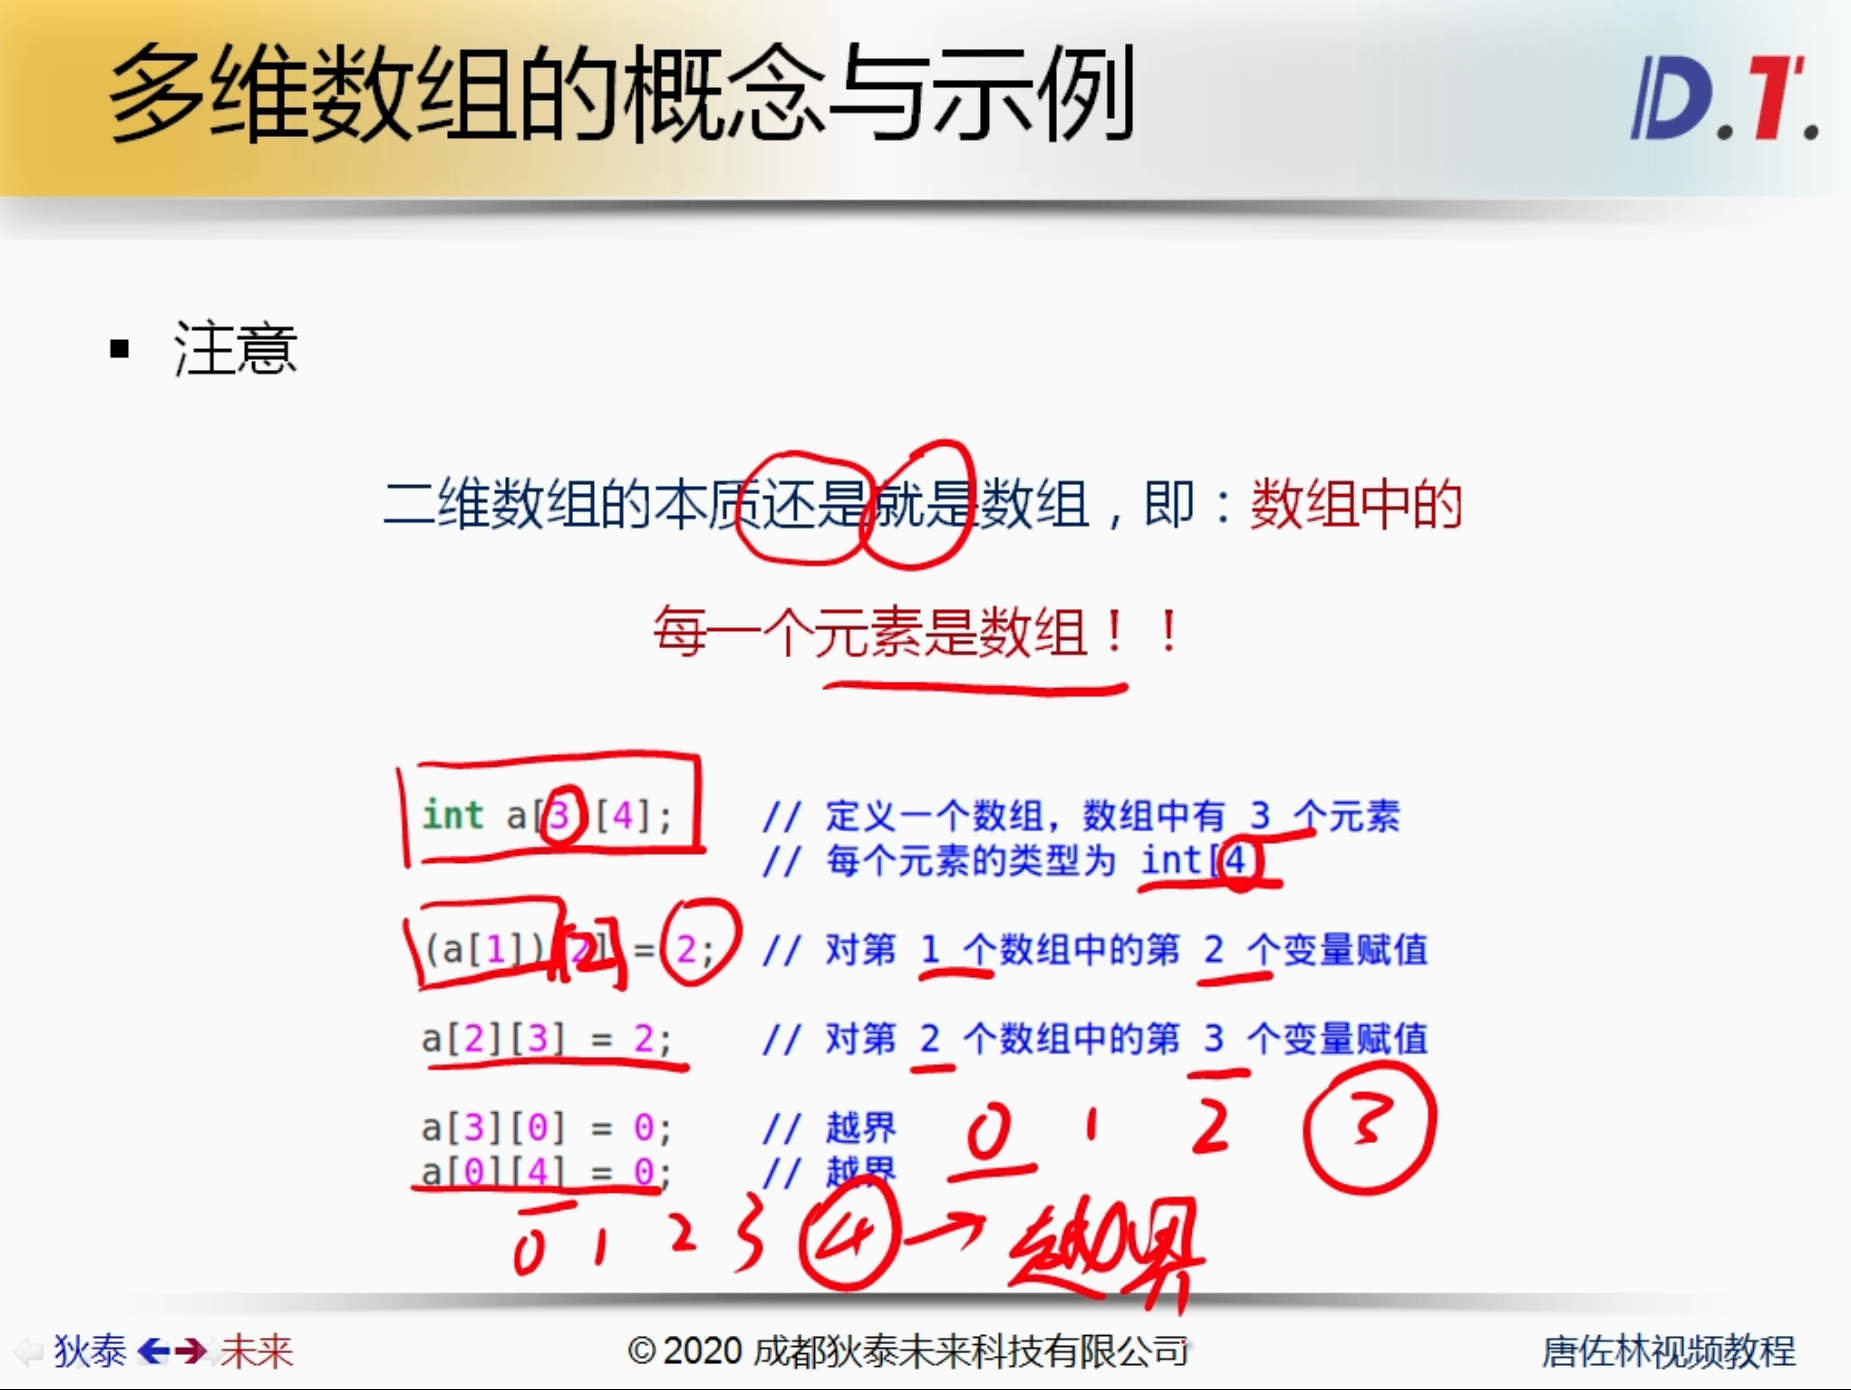 多维数组的概念与示例
D.T.
▪ 注意
二维数组的本质还是就是数组，即：数组中的
每一个元素是数组！！
int a[3][4]; // 定义一个数组，数组中有 3 个元素
// 每个元素的类型为 int[4]
(a[1])[2] = 2; // 对第 1 个数组中的第 2 个变量赋值
a[2][3] = 2; // 对第 2 个数组中的第 3 个变量赋值
a[3][0] = 0; // 越界
0 1 2 3
a[0][4] = 0; // 越界
0 1 2 3 4 → 越界
狄泰 未来
© 2020 成都狄泰未来科技有限公司
唐佐林视频教程